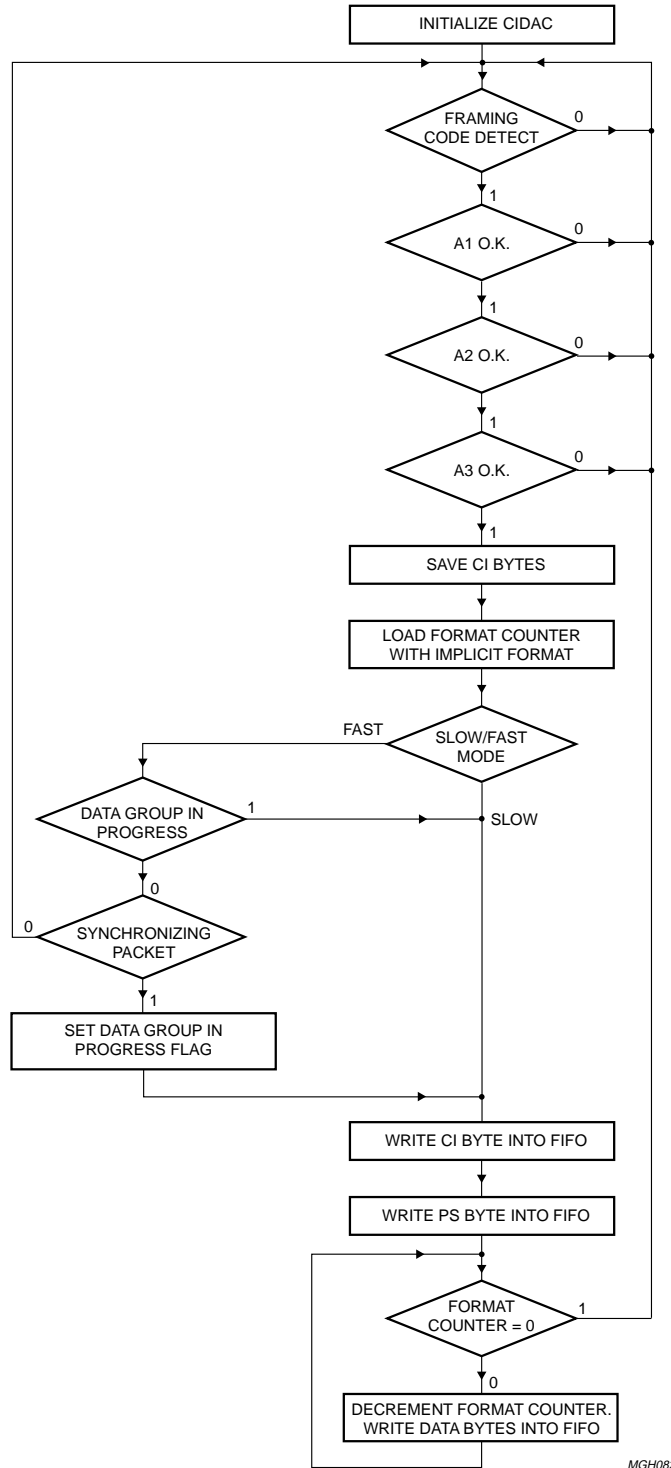 INITIALIZE CIDAC
FRAMING
CODE DETECT
0
1
A1 O.K.
0
1
A2 O.K.
0
1
A3 O.K.
0
1
SAVE CI BYTES
LOAD FORMAT COUNTER
WITH IMPLICIT FORMAT
SLOW/FAST
MODE
FAST
SLOW
DATA GROUP IN
PROGRESS
1
0
SYNCHRONIZING
PACKET
0
1
SET DATA GROUP IN
PROGRESS FLAG
WRITE CI BYTE INTO FIFO
WRITE PS BYTE INTO FIFO
FORMAT
COUNTER = 0
1
0
DECREMENT FORMAT COUNTER.
WRITE DATA BYTES INTO FIFO